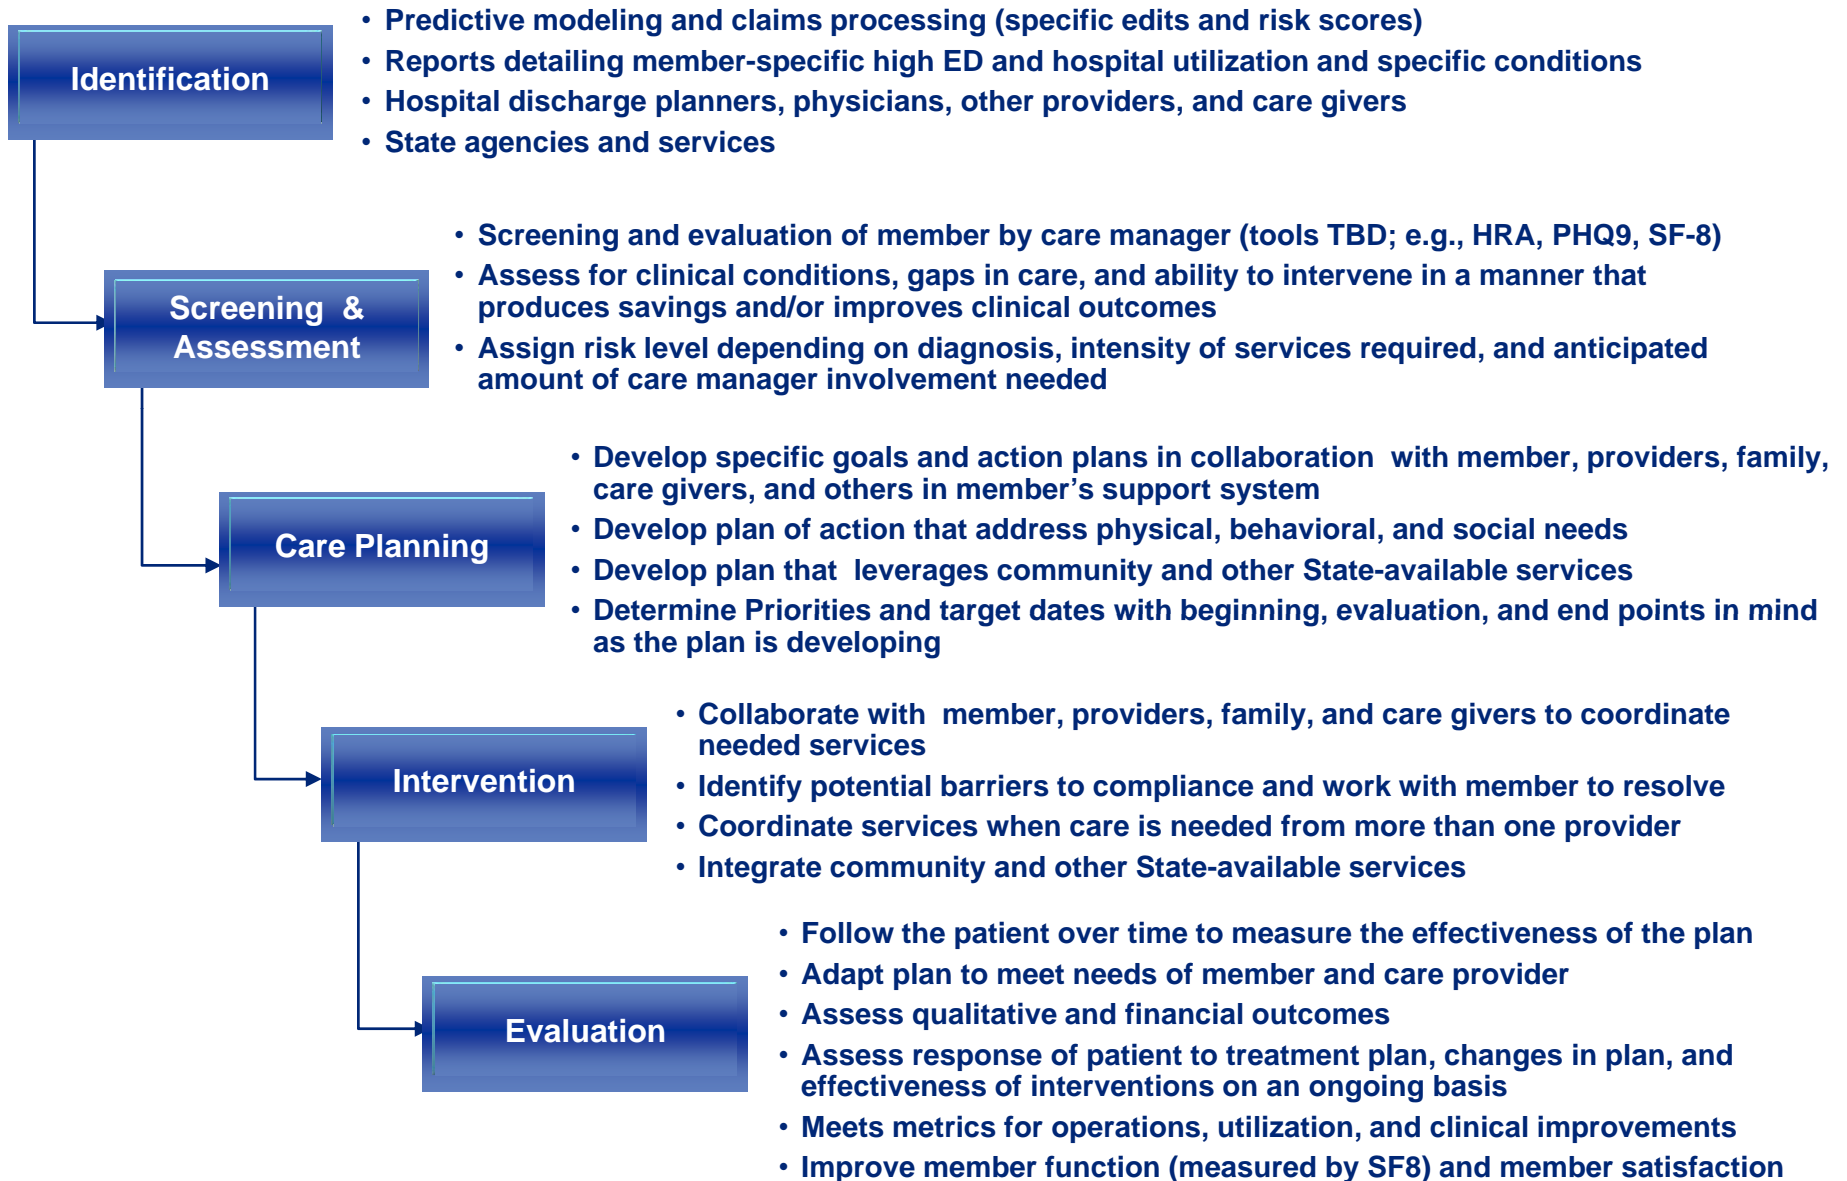 Identification
• Predictive modeling and claims processing (specific edits and risk scores)
• Reports detailing member-specific high ED and hospital utilization and specific conditions
• Hospital discharge planners, physicians, other providers, and care givers
• State agencies and services
Screening &
Assessment
• Screening and evaluation of member by care manager (tools TBD; e.g., HRA, PHQ9, SF-8)
• Assess for clinical conditions, gaps in care, and ability to intervene in a manner that
produces savings and/or improves clinical outcomes
• Assign risk level depending on diagnosis, intensity of services required, and anticipated
amount of care manager involvement needed
Care Planning
• Develop specific goals and action plans in collaboration with member, providers, family,
care givers, and others in member’s support system
• Develop plan of action that address physical, behavioral, and social needs
• Develop plan that leverages community and other State-available services
• Determine Priorities and target dates with beginning, evaluation, and end points in mind
as the plan is developing
Intervention
• Collaborate with member, providers, family, and care givers to coordinate
needed services
• Identify potential barriers to compliance and work with member to resolve
• Coordinate services when care is needed from more than one provider
• Integrate community and other State-available services
Evaluation
• Follow the patient over time to measure the effectiveness of the plan
• Adapt plan to meet needs of member and care provider
• Assess qualitative and financial outcomes
• Assess response of patient to treatment plan, changes in plan, and
effectiveness of interventions on an ongoing basis
• Meets metrics for operations, utilization, and clinical improvements
• Improve member function (measured by SF8) and member satisfaction